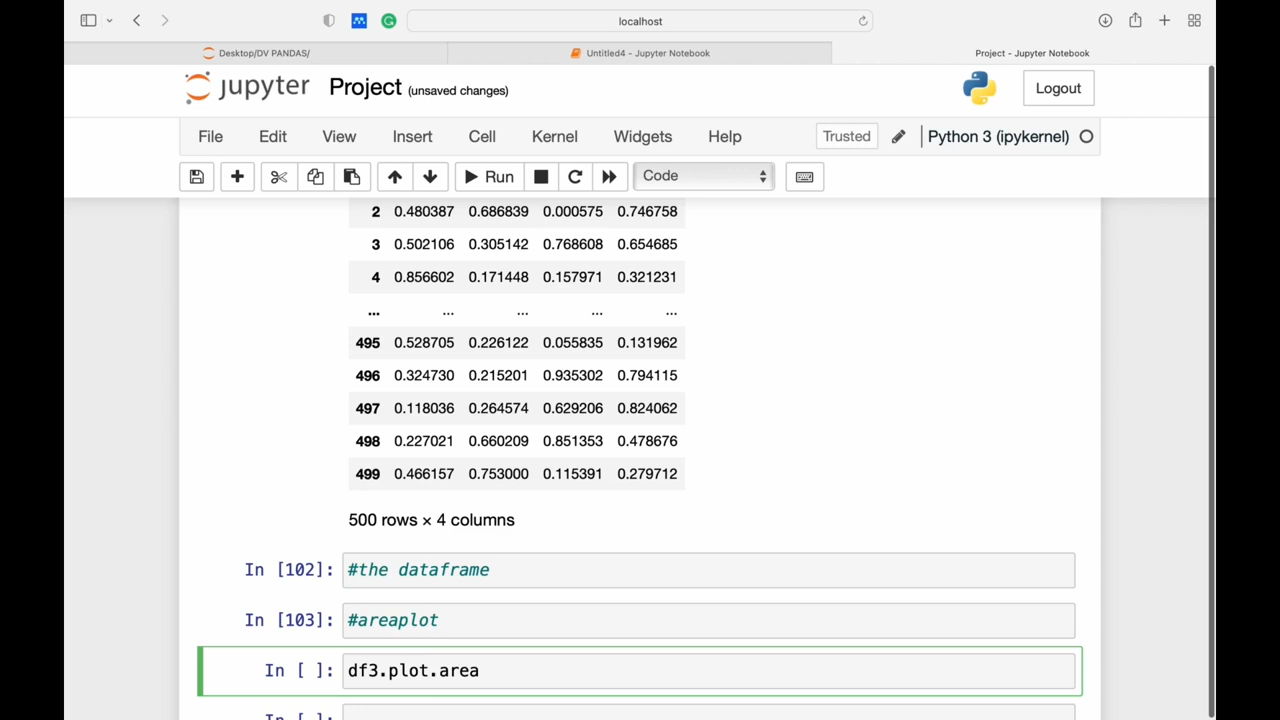 localhost
Desktop/DV PANDAS/ Untitled4 - Jupyter Notebook Project - Jupyter Notebook
jupyter Project (unsaved changes) Logout
File Edit View Insert Cell Kernel Widgets Help Trusted Python 3 (ipykernel)
Run Code
2 0.480387 0.686839 0.000575 0.746758
3 0.502106 0.305142 0.768608 0.654685
4 0.856602 0.171448 0.157971 0.321231
... ... ... ... ...
495 0.528705 0.226122 0.055835 0.131962
496 0.324730 0.215201 0.935302 0.794115
497 0.118036 0.264574 0.629206 0.824062
498 0.227021 0.660209 0.851353 0.478676
499 0.466157 0.753000 0.115391 0.279712
500 rows × 4 columns
In [102]: #the dataframe
In [103]: #areaplot
In [ ]: df3.plot.area
In [ ]: